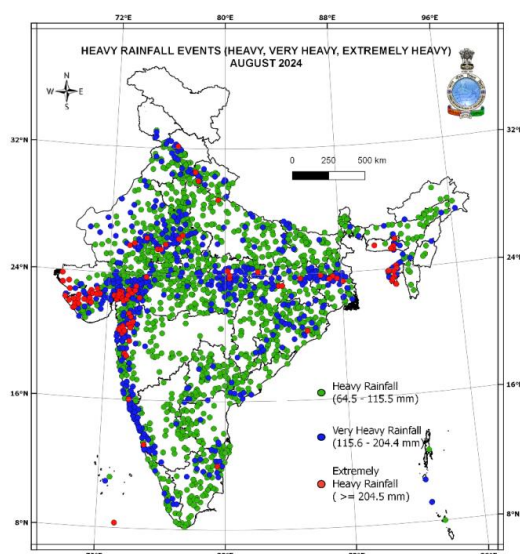 72°E 80°E 88°E 96°E
HEAVY RAINFALL EVENTS (HEAVY, VERY HEAVY, EXTREMELY HEAVY)
AUGUST 2024
N
W E
S
32°N 32°N
0 250 500 km
24°N 24°N
16°N 16°N
Heavy Rainfall
(64.5 - 115.5 mm)
Very Heavy Rainfall
(115.6 - 204.4 mm)
Extremely
Heavy Rainfall
( >= 204.5 mm)
8°N 8°N